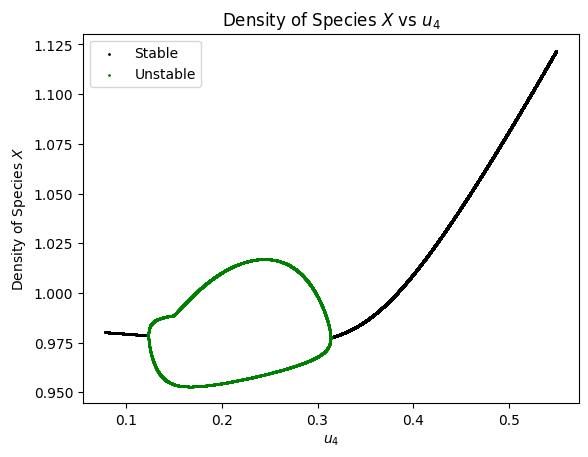 Density of Species X vs u₄
Stable
Unstable
Density of Species X
1.125
1.100
1.075
1.050
1.025
1.000
0.975
0.950
0.1 0.2 0.3 0.4 0.5
u₄